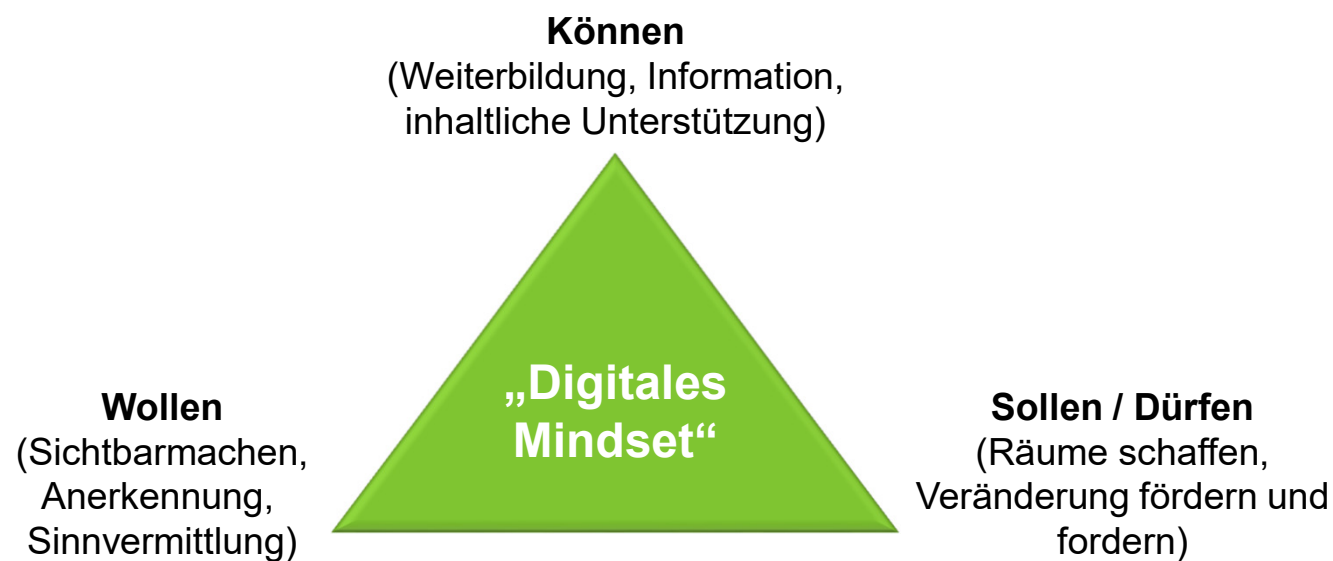 Können
(Weiterbildung, Information,
inhaltliche Unterstützung)
„Digitales
Mindset“
Wollen
(Sichtbarmachen,
Anerkennung,
Sinnvermittlung)
Sollen / Dürfen
(Räume schaffen,
Veränderung fördern und
fordern)